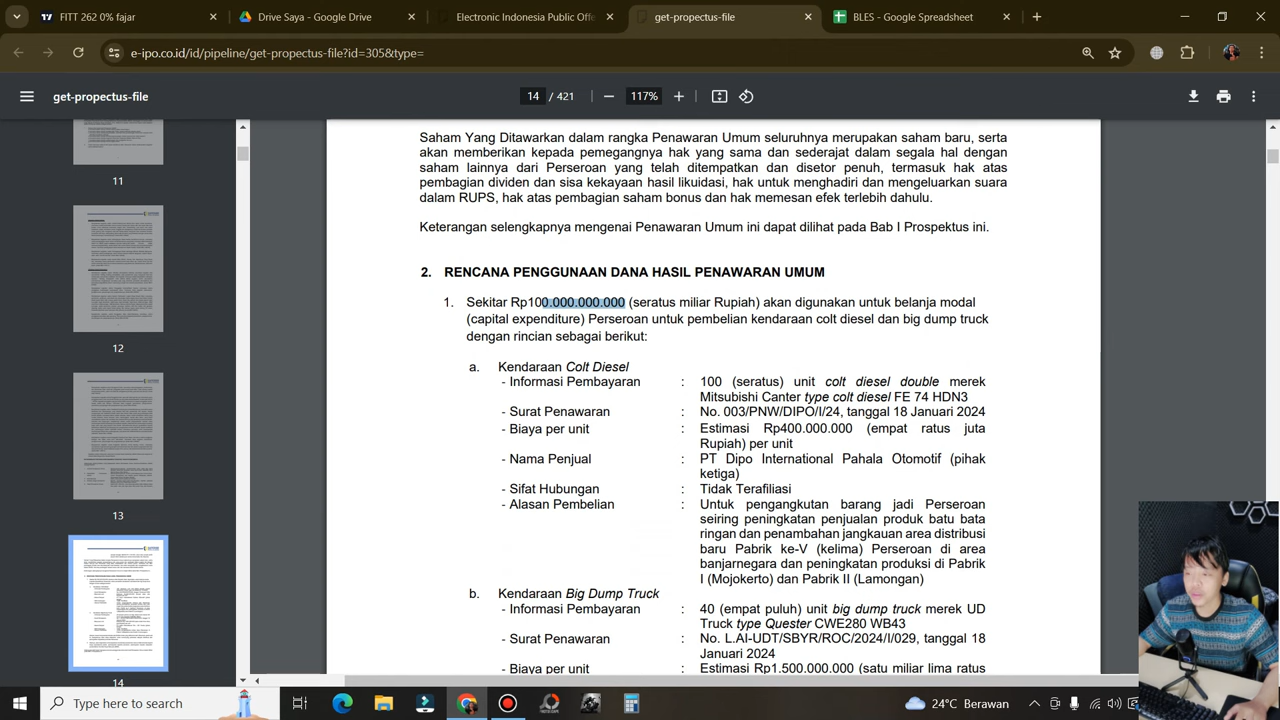 FITT 262 0% fajar
Drive Saya - Google Drive
Electronic Indonesia Public Offe
get-propectus-file
BLES - Google Spreadsheet
e-ipo.co.id/id/pipeline/get-propectus-file?id=305&type=
get-propectus-file
14 / 421
117%
11
12
13
14
Saham Yang Ditawarkan dalam rangka Penawaran Umum seluruhnya merupakan saham baru, serta
akan memberikan kepada pemegangnya hak yang sama dan sederajat dalam segala hal dengan
saham lainnya dari Perseroan yang telah ditempatkan dan disetor penuh, termasuk hak atas
pembagian dividen dan sisa kekayaan hasil likuidasi, hak untuk menghadiri dan mengeluarkan suara
dalam RUPS, hak atas pembagian saham bonus dan hak memesan efek terlebih dahulu.
Keterangan selengkapnya mengenai Penawaran Umum ini dapat dilihat pada Bab I Prospektus ini.
2. RENCANA PENGGUNAAN DANA HASIL PENAWARAN UMUM
1. Sekitar Rp100.000.000.000 (seratus miliar Rupiah) akan digunakan untuk belanja modal
(capital expenditure) Perseroan untuk pembelian kendaraan colt diesel dan big dump truck
dengan rincian sebagai berikut:
a. Kendaraan Colt Diesel
- Informasi Pembayaran : 100 (seratus) unit colt diesel double merek
Mitsubishi Canter type colt diesel FE 74 HDN3
- Surat Penawaran : No. 003/PNW/DIPO/I/24, tanggal 18 Januari 2024
- Biaya per unit : Estimasi Rp400.000.000 (empat ratus juta
Rupiah) per unit
- Nama Penjual : PT Dipo International Pahala Otomotif (pihak
ketiga)
- Sifat Hubungan : Tidak Terafiliasi
- Alasan Pembelian : Untuk pengangkutan barang jadi Perseroan
seiring peningkatan penjualan produk batu bata
ringan dan penambahan jangkauan area distribusi
baru Pabrik ke-V (kelima) Perseroan di area
banjarnegara dan peningkatan produksi di Pabrik
I (Mojokerto) dan Pabrik II (Lamongan)
b. Kendaraan Big Dump Truck
- Informasi Pembayaran : 40 (empat puluh) unit big dump truck merek UD
Truck type Quester CWE280 WB43
- Surat Penawaran : No. L.AI-UDT/SBYR/ROC/2024/I/029, tanggal 18
Januari 2024
- Biaya per unit : Estimasi Rp1.500.000.000 (satu miliar lima ratus
Type here to search
24°C Berawan